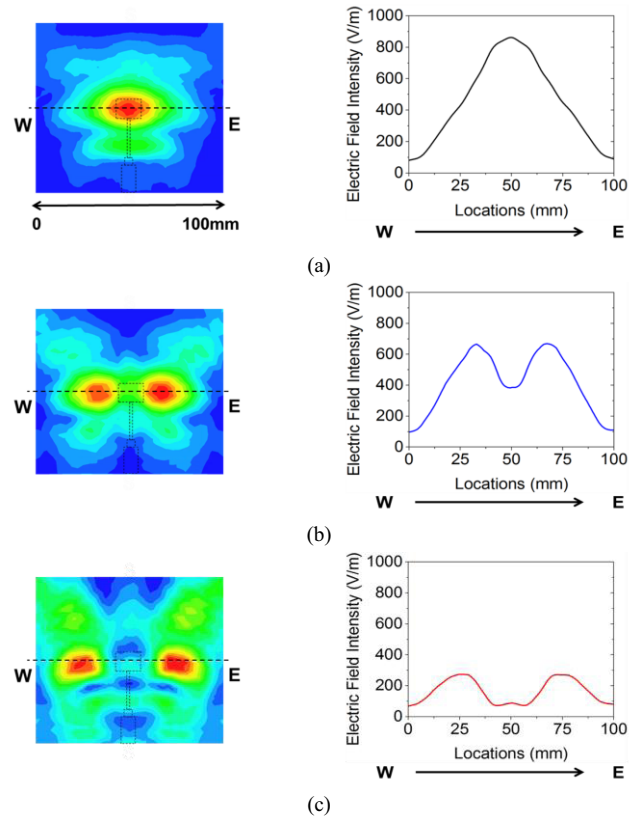 1000
800
600
400
200
0
Electric Field Intensity (V/m)
W
E
0
100mm
0 25 50 75 100
Locations (mm)
W
E
(a)
1000
800
600
400
200
0
Electric Field Intensity (V/m)
W
E
0 25 50 75 100
Locations (mm)
W
E
(b)
1000
800
600
400
200
0
Electric Field Intensity (V/m)
W
E
0 25 50 75 100
Locations (mm)
W
E
(c)